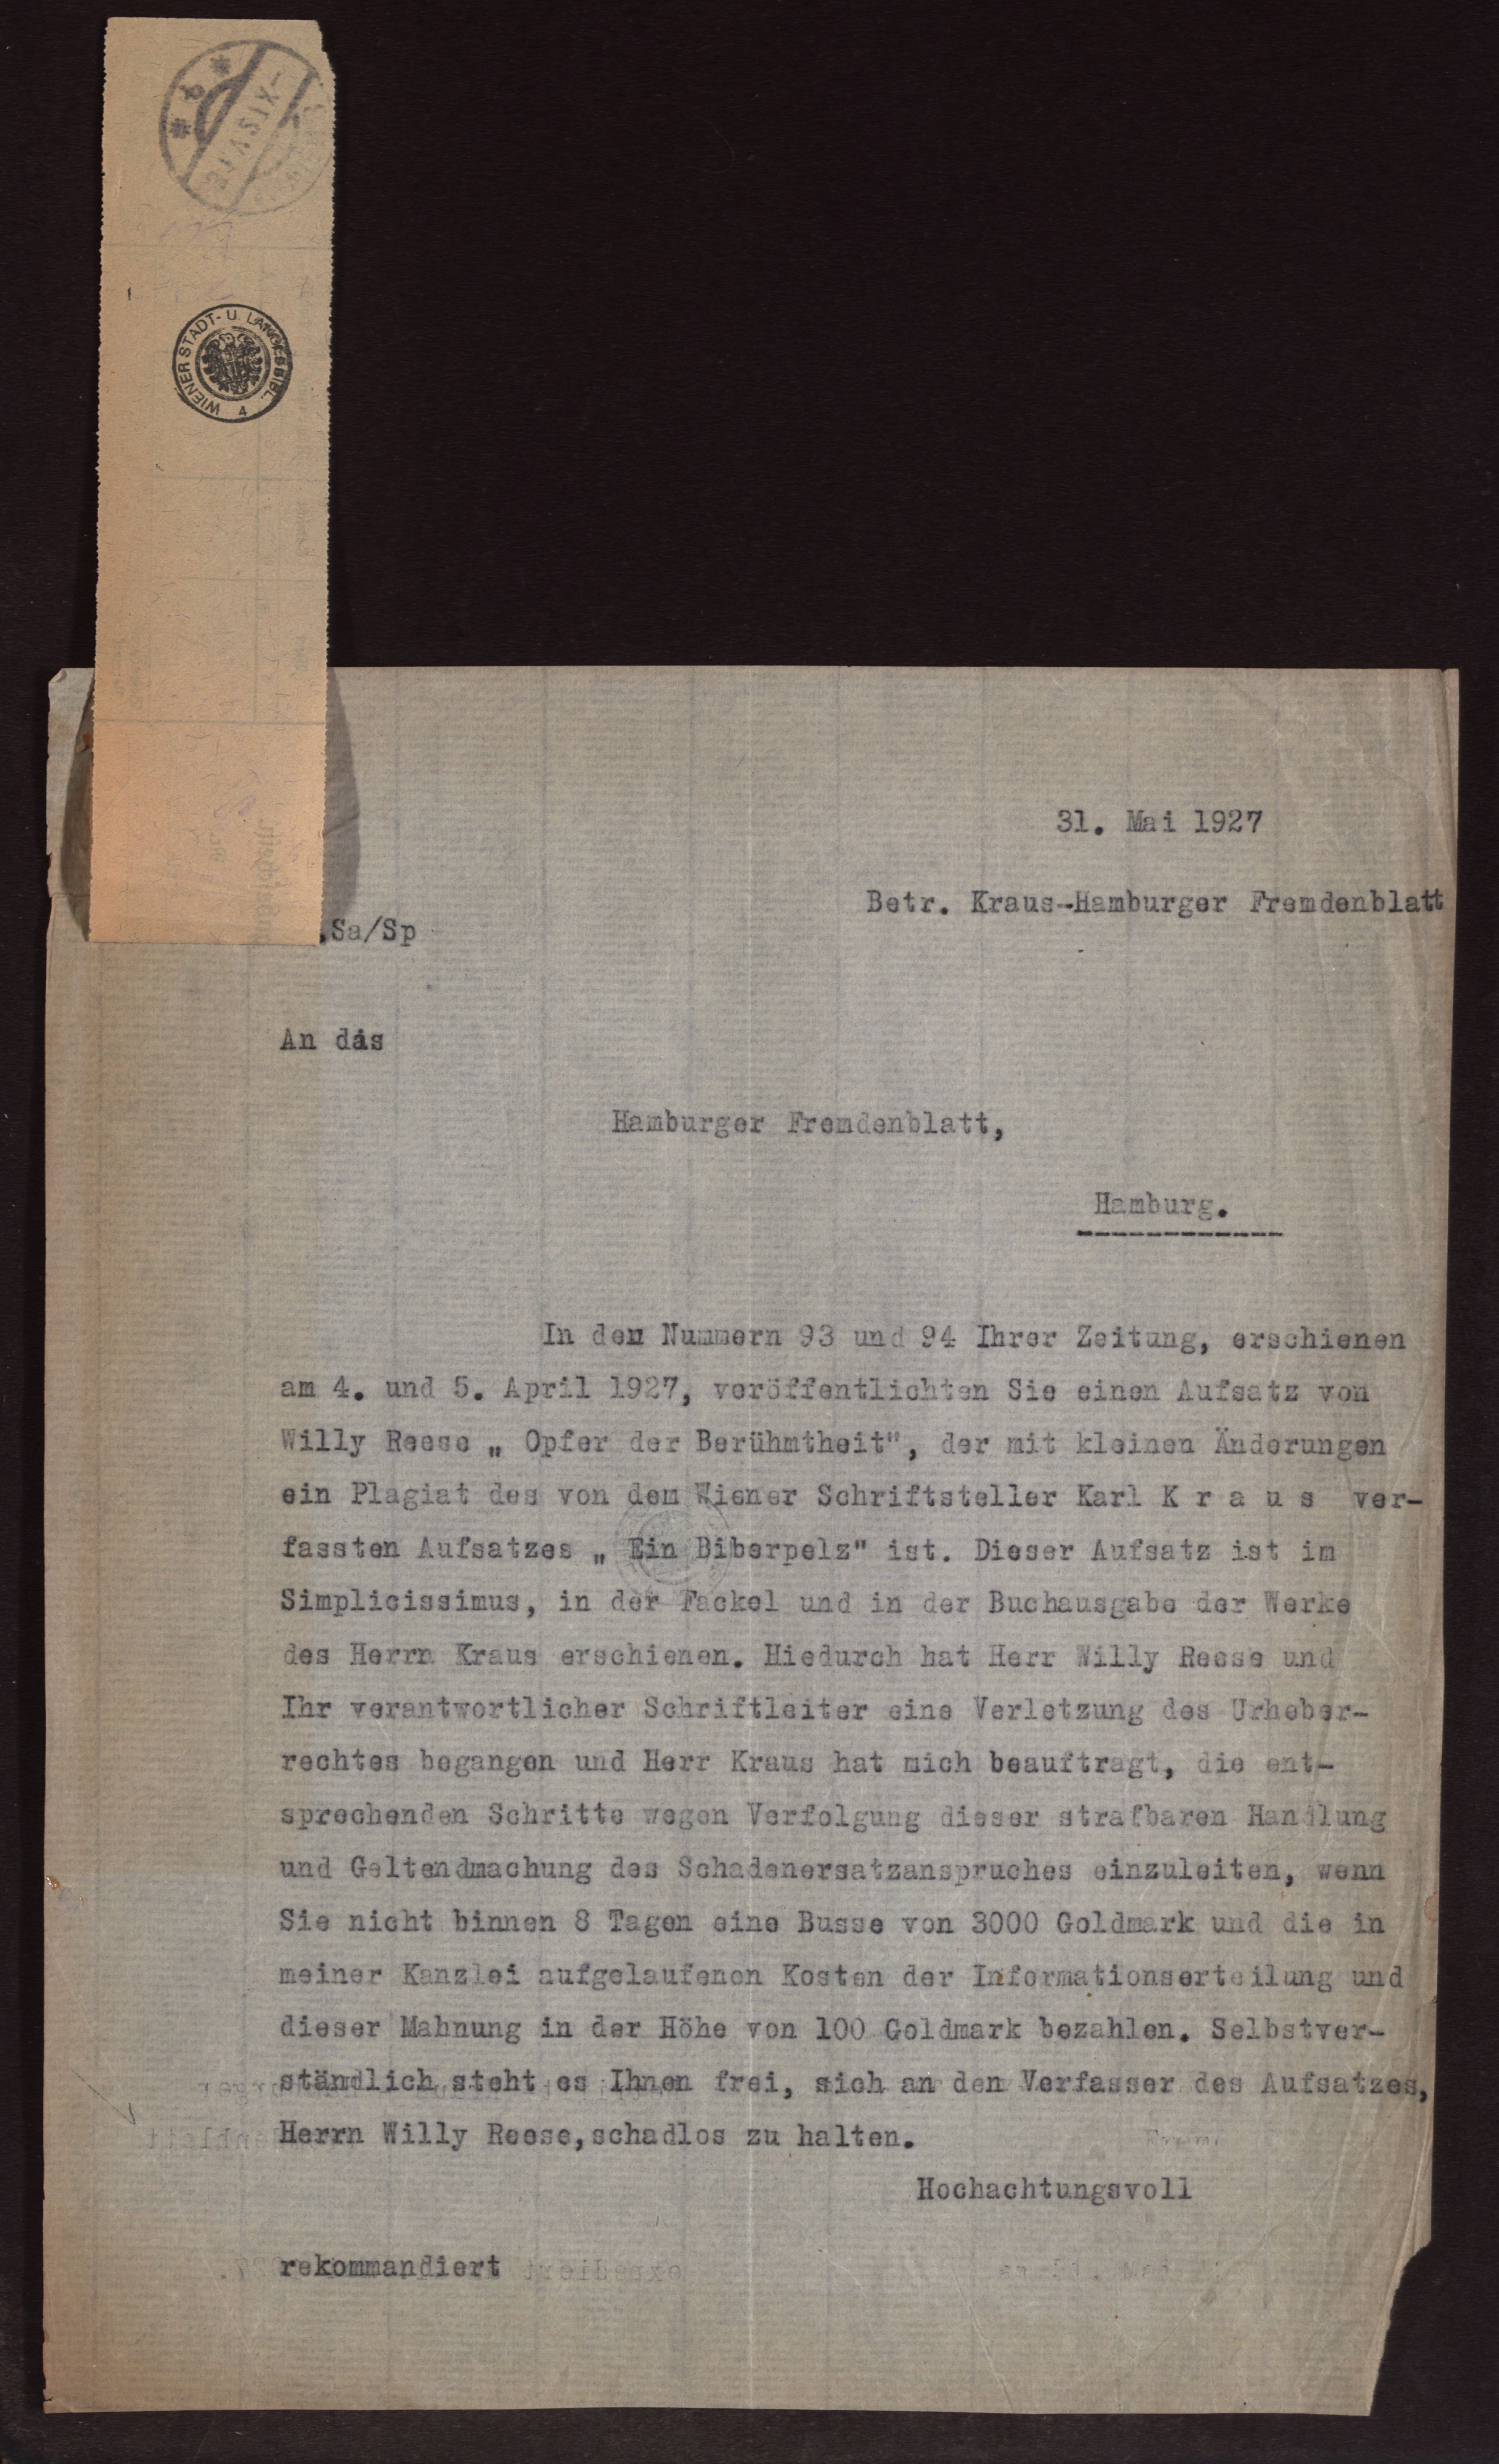 WIENER STADT- U. LANDESBIBL.
4
31. Mai 1927
Betr. Kraus-Hamburger Fremdenblatt
.Sa/Sp
An das
Hamburger Fremdenblatt,
Hamburg.
In den Nummern 93 und 94 Ihrer Zeitung, erschienen
am 4. und 5. April 1927, veröffentlichten Sie einen Aufsatz von
Willy Reese „ Opfer der Berühmtheit", der mit kleinen Änderungen
ein Plagiat des von dem Wiener Schriftsteller Karl K r a u s ver-
fassten Aufsatzes „ Ein Biberpelz" ist. Dieser Aufsatz ist im
Simplicissimus, in der Fackel und in der Buchausgabe der Werke
des Herrn Kraus erschienen. Hiedurch hat Herr Willy Reese und
Ihr verantwortlicher Schriftleiter eine Verletzung des Urheber-
rechtes begangen und Herr Kraus hat mich beauftragt, die ent-
sprechenden Schritte wegen Verfolgung dieser strafbaren Handlung
und Geltendmachung des Schadenersatzanspruches einzuleiten, wenn
Sie nicht binnen 8 Tagen eine Busse von 3000 Goldmark und die in
meiner Kanzlei aufgelaufenen Kosten der Informationserteilung und
dieser Mahnung in der Höhe von 100 Goldmark bezahlen. Selbstver-
ständlich steht es Ihnen frei, sich an den Verfasser des Aufsatzes,
Herrn Willy Reese,schadlos zu halten.
Hochachtungsvoll
rekommandiert